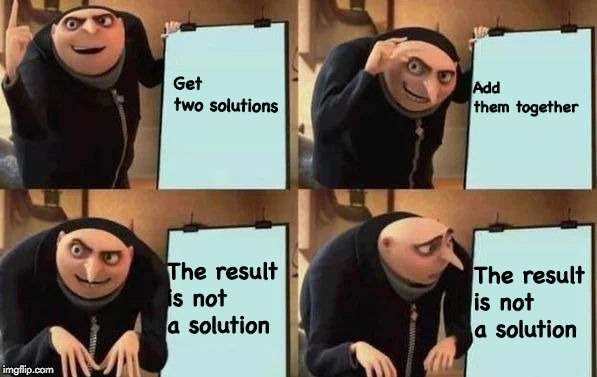 Get
two solutions
Add
them together
The result
is not
a solution
The result
is not
a solution
imgflip.com